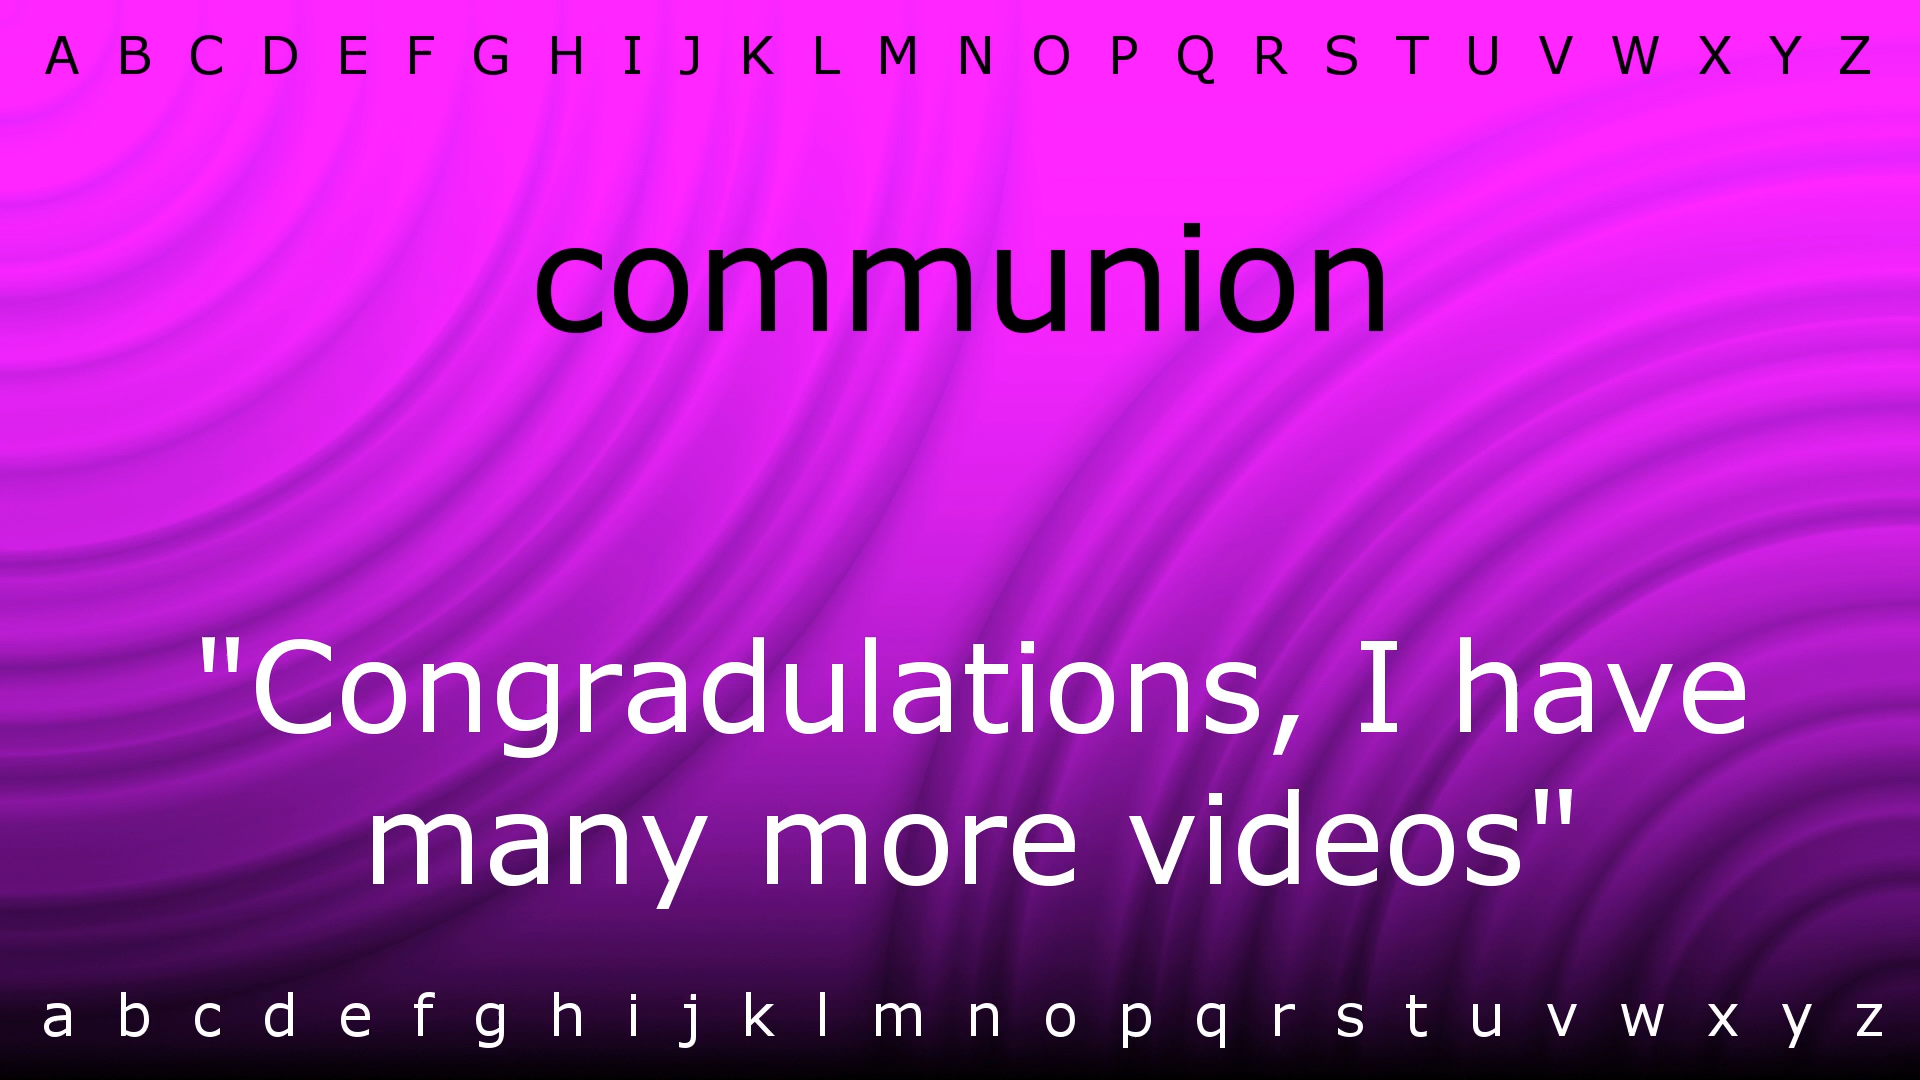 A B C D E F G H I J K L M N O P Q R S T U V W X Y Z
communion
"Congradulations, I have
many more videos"
a b c d e f g h i j k l m n o p q r s t u v w x y z